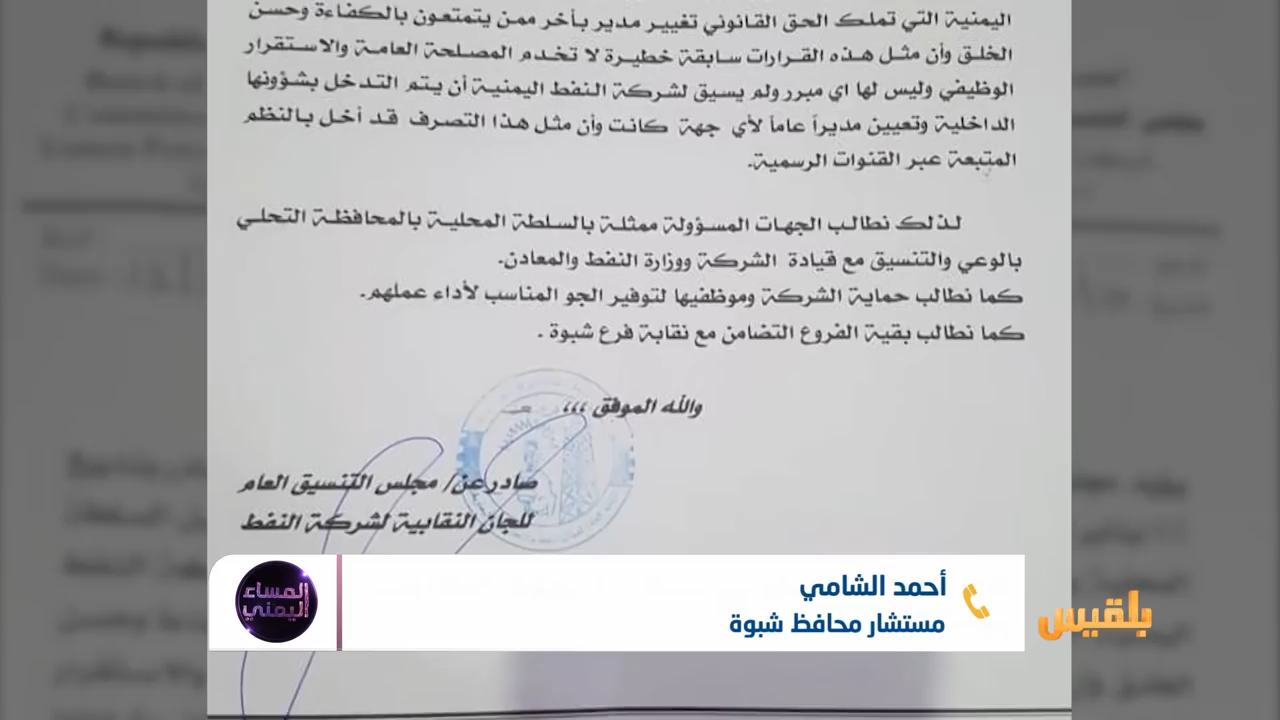 اليمنية التي تملك الحق القانوني تغيير مدير بأخر ممن يتمتعون بالكفاءة وحسن
الخلق وأن مثل هذه القرارات سابقة خطيرة لا تخدم المصلحة العامة والاستقرار
الوظيفي وليس لها اي مبرر ولم يسبق لشركة النفط اليمنية أن يتم التدخل بشؤونها
الداخلية وتعيين مديراً عاماً لأي جهة كانت وأن مثل هذا التصرف قد أخل بالنظم
المتبعة عبر القنوات الرسمية.
لذلك نطالب الجهات المسؤولة ممثلة بالسلطة المحلية بالمحافظة التحلي
بالوعي والتنسيق مع قيادة الشركة ووزارة النفط والمعادن.
كما نطالب حماية الشركة وموظفيها لتوفير الجو المناسب لأداء عملهم.
كما نطالب بقية الفروع التضامن مع نقابة فرع شبوة .
والله الموفق ،،،
صادر عن/ مجلس التنسيق العام
للجان النقابية لشركة النفط
أحمد الشامي
مستشار محافظ شبوة
المساء
اليمني
بلقيس